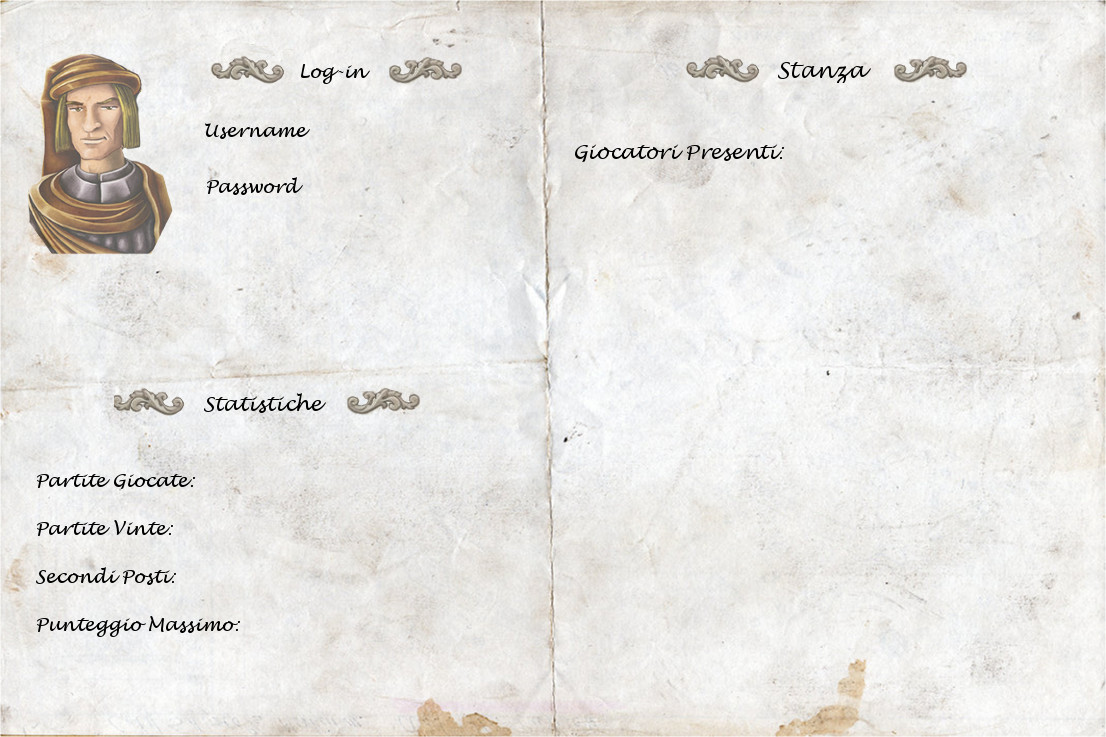 Log-in
Username
Password
Statistiche
Partite Giocate:
Partite Vinte:
Secondi Posti:
Punteggio Massimo:
Stanza
Giocatori Presenti: